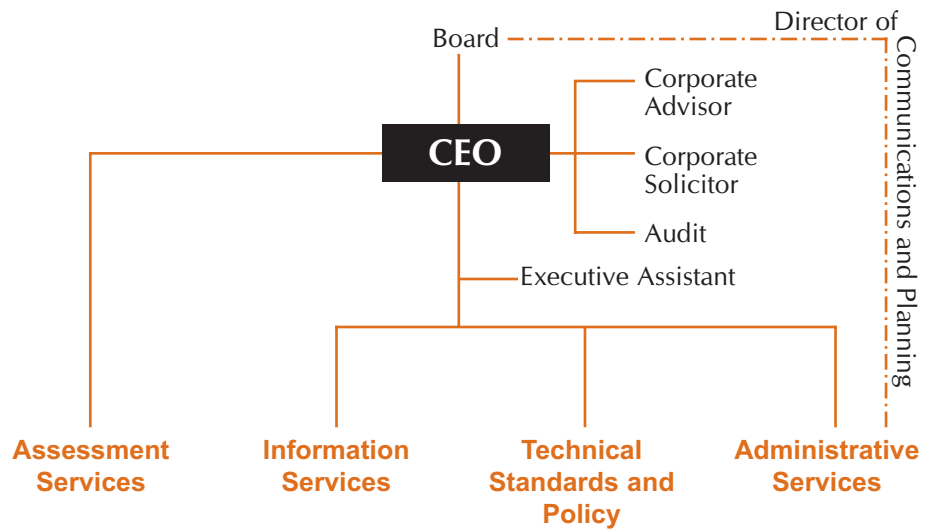 Director of
Communications and Planning
Board
Corporate
Advisor
CEO
Corporate
Solicitor
Audit
Executive Assistant
Assessment
Services
Information
Services
Technical
Standards and
Policy
Administrative
Services